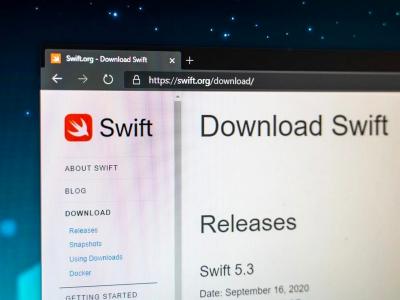 Swift.org - Download Swift
https://swift.org/download/
Swift
ABOUT SWIFT
BLOG
DOWNLOAD
Releases
Snapshots
Using Downloads
Docker
GETTING STARTED
Download Swift
Releases
Swift 5.3
Date: September 16, 2020